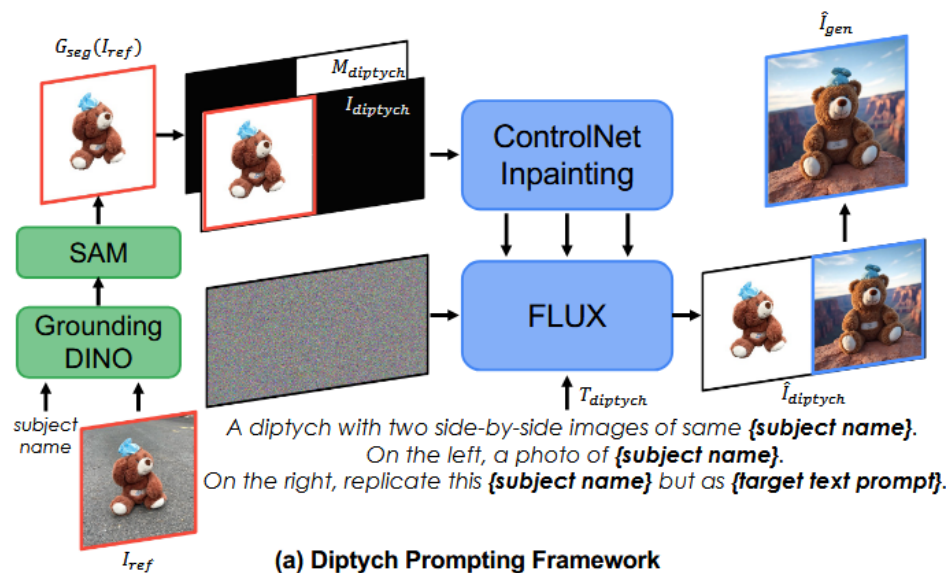 G_seg(I_ref)
M_diptych
I_diptych
Î_gen
ControlNet
Inpainting
SAM
Grounding
DINO
FLUX
subject
name
I_ref
T_diptych
Î_diptych
A diptych with two side-by-side images of same {subject name}.
On the left, a photo of {subject name}.
On the right, replicate this {subject name} but as {target text prompt}.
(a) Diptych Prompting Framework